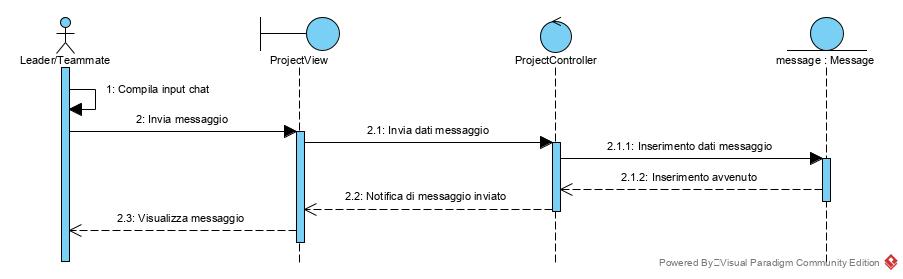 Leader/Teammate
ProjectView
ProjectController
message : Message
1: Compila input chat
2: Invia messaggio
2.1: Invia dati messaggio
2.1.1: Inserimento dati messaggio
2.1.2: Inserimento avvenuto
2.2: Notifica di messaggio inviato
2.3: Visualizza messaggio
Powered By Visual Paradigm Community Edition